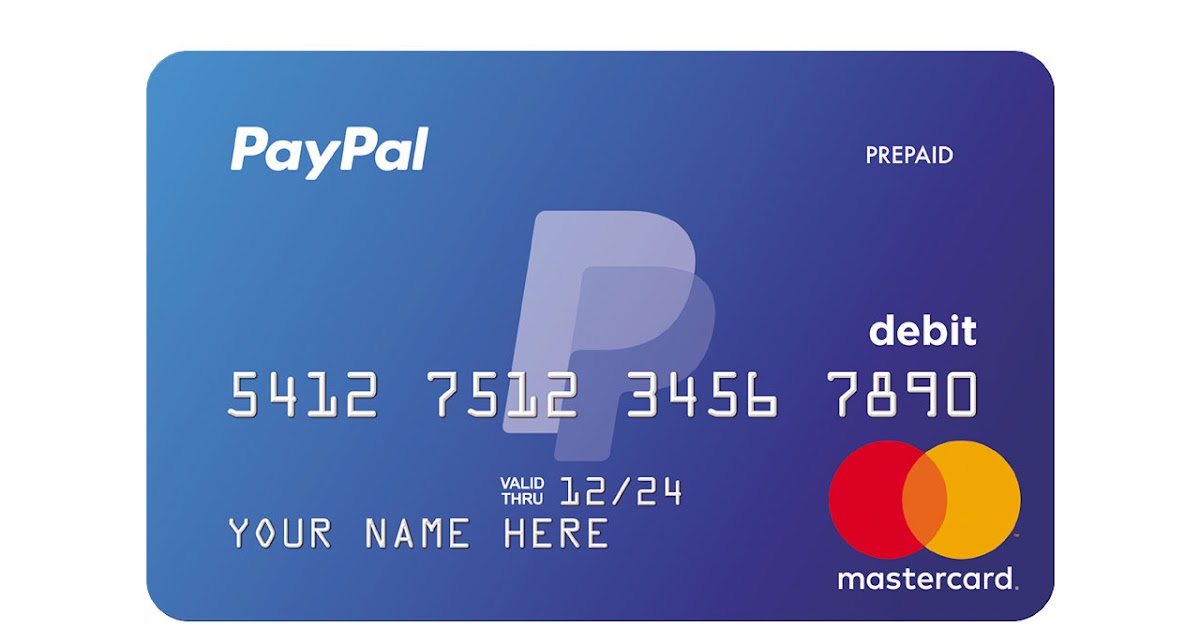 PayPal
PREPAID
debit
5412 7512 3456 7890
VALID THRU 12/24
YOUR NAME HERE
mastercard.